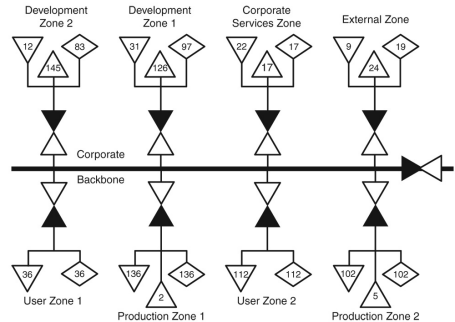 Development
Zone 2
Development
Zone 1
Corporate
Services Zone
External Zone
12
83
145
31
97
126
22
17
17
9
19
24
Corporate
Backbone
36
36
136
136
2
112
112
102
102
5
User Zone 1
Production Zone 1
User Zone 2
Production Zone 2